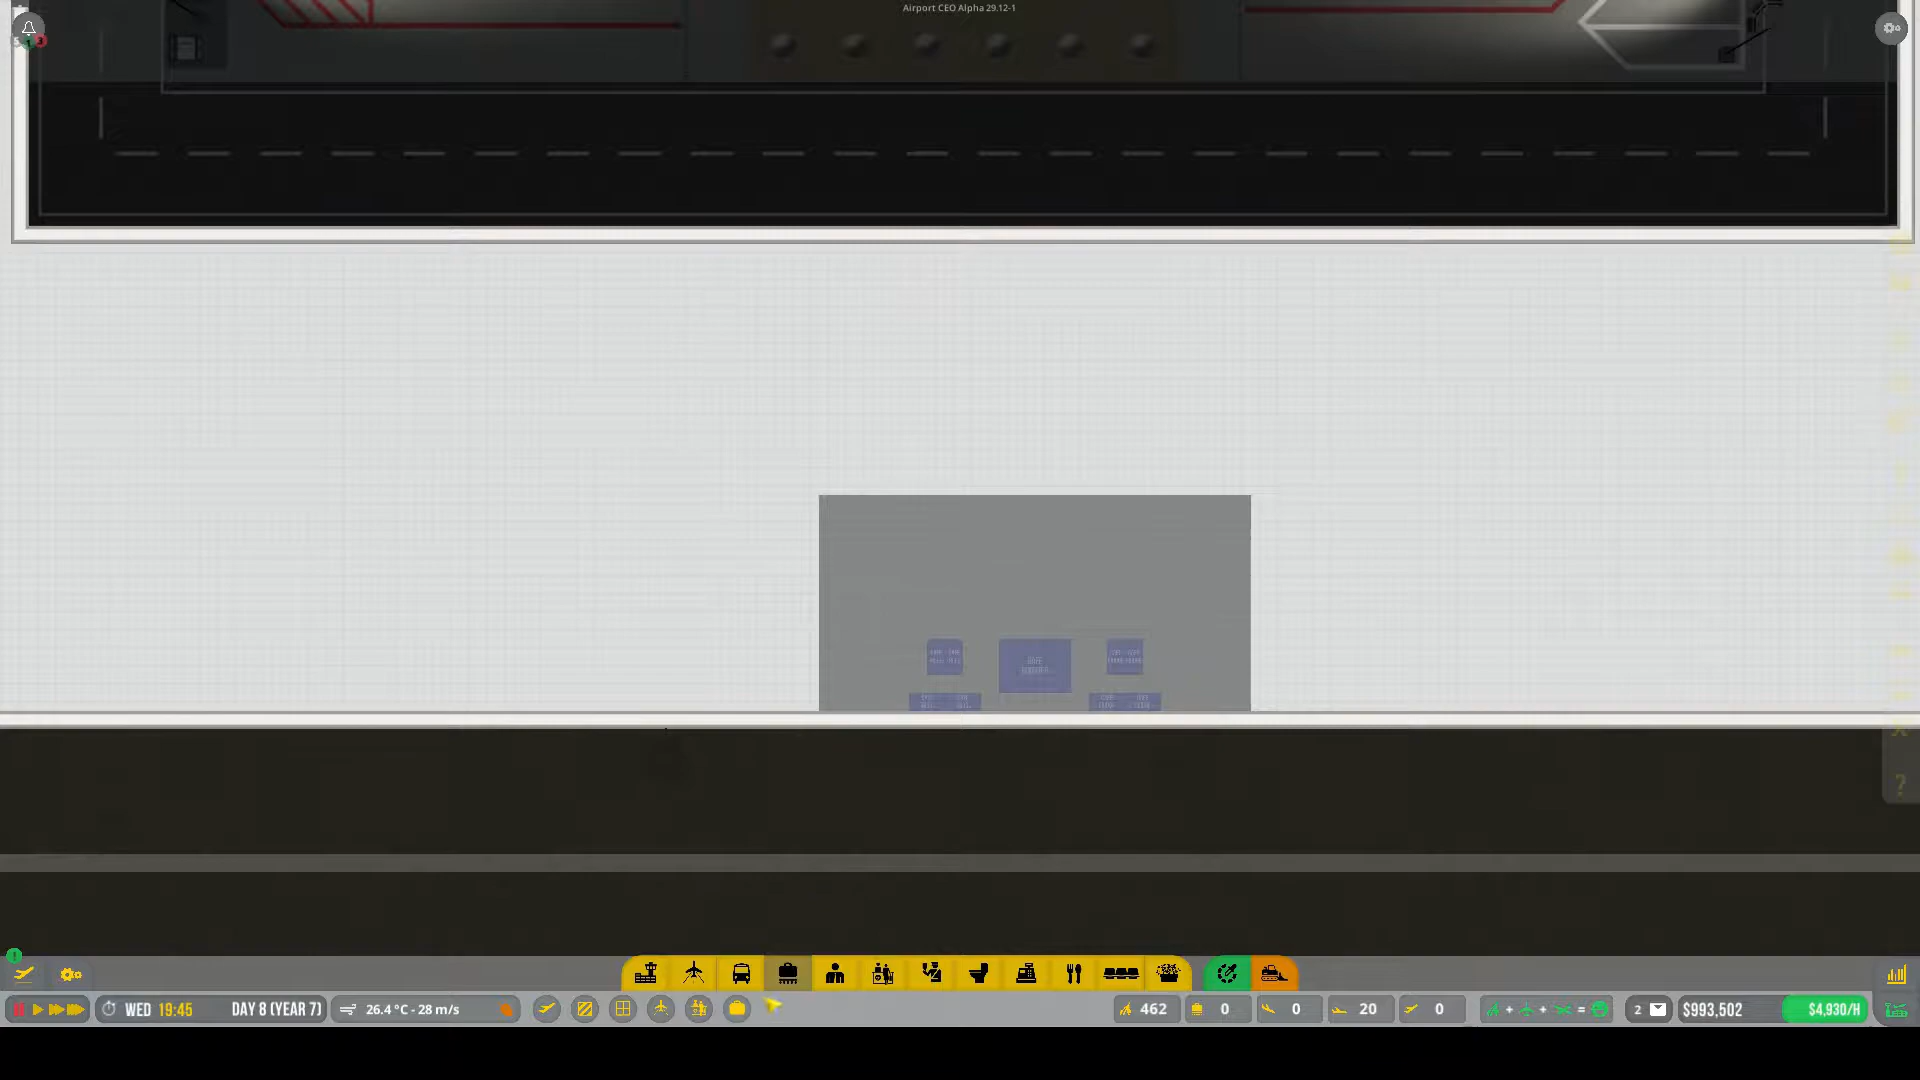 Airport CEO Alpha 29.12-1
?
WED 19:45
DAY 8 (YEAR 7)
26.4 °C - 28 m/s
462
0
0
20
0
+ + =
2
$993,502
$4,930/H